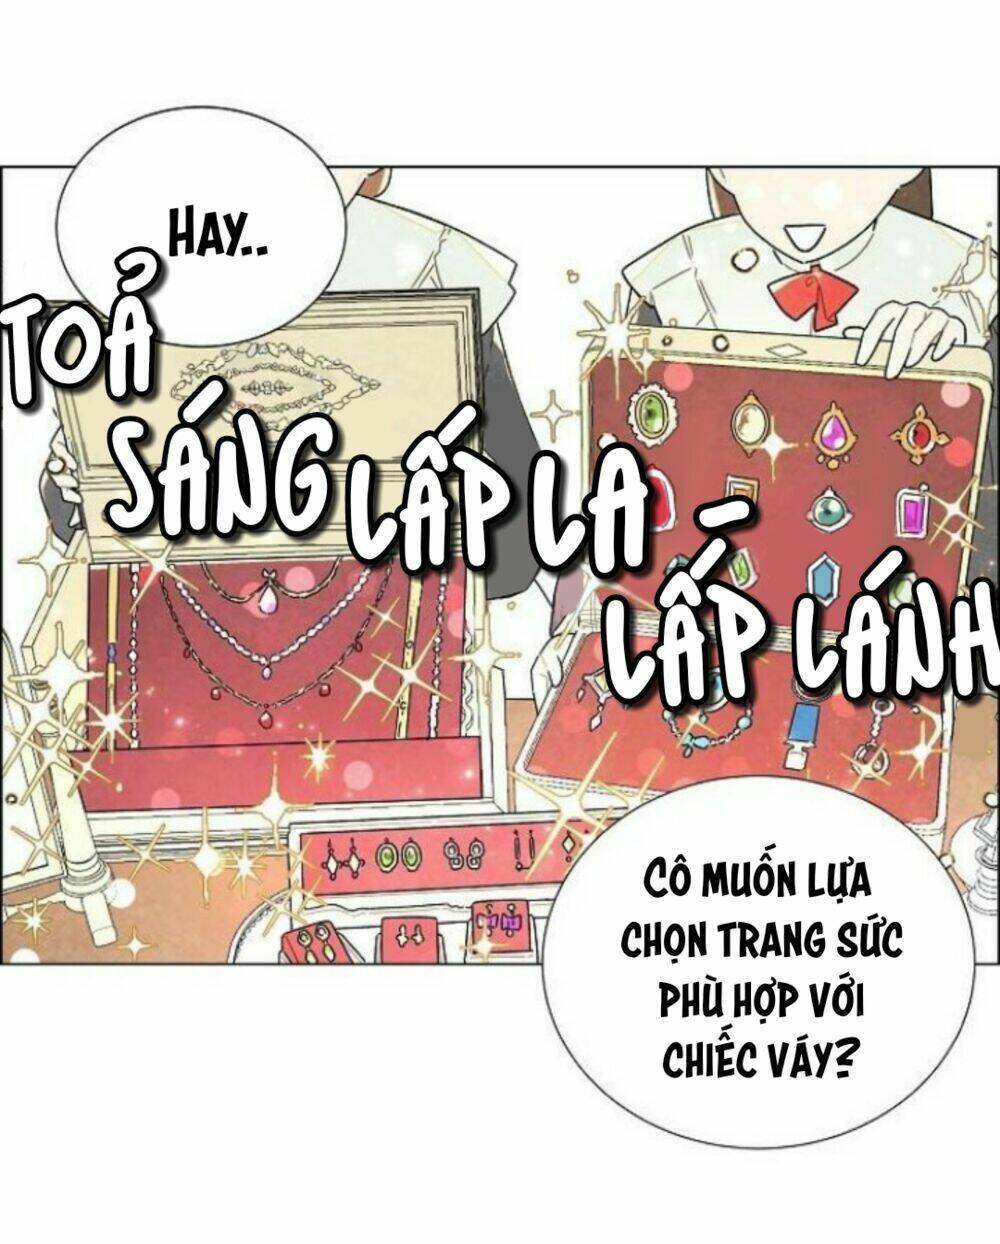 HAY..
TOẢ
SÁNG LẤP LA -
LẤP LÁNH
CÔ MUỐN LỰA
CHỌN TRANG SỨC
PHÙ HỢP VỚI
CHIẾC VÁY?